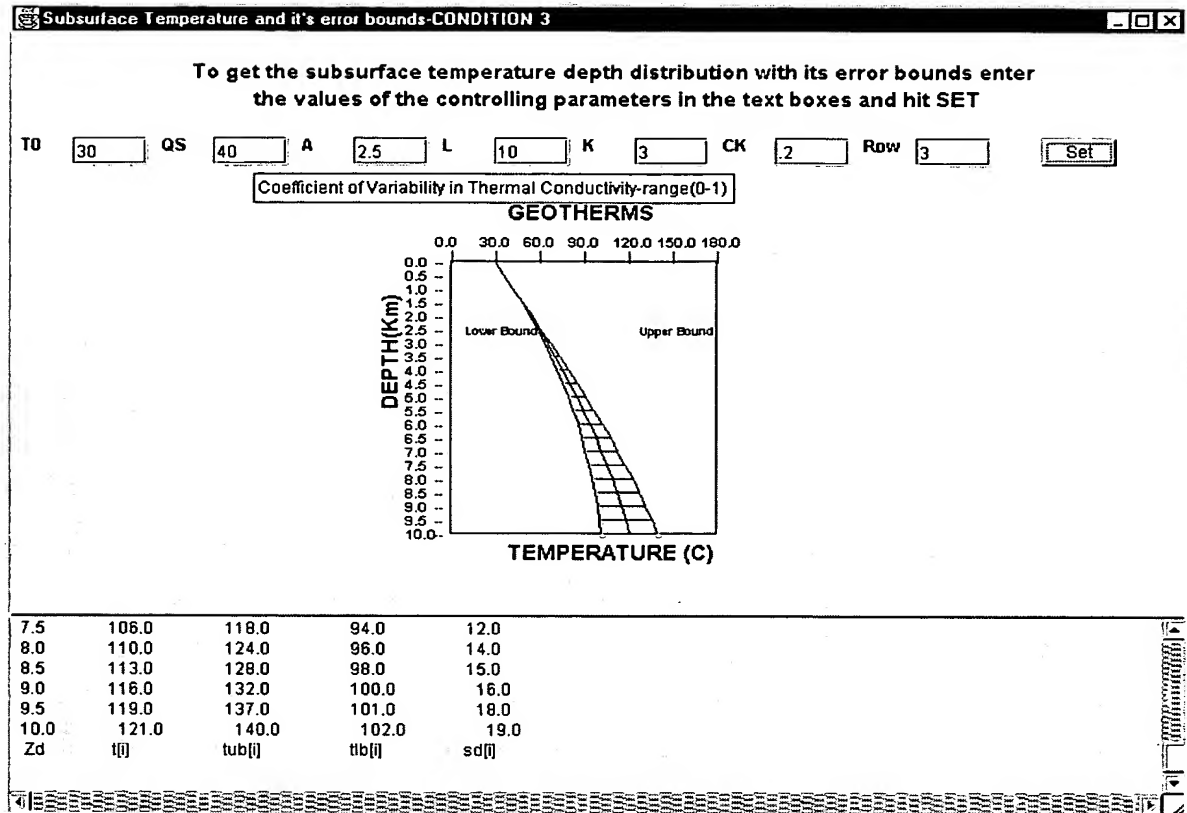 Subsurface Temperature and it's error bounds-CONDITION 3
To get the subsurface temperature depth distribution with its error bounds enter
the values of the controlling parameters in the text boxes and hit SET
T0 30 QS 40 A 2.5 L 10 K 3 CK .2 Row 3 Set
Coefficient of Variability in Thermal Conductivity-range(0-1)
GEOTHERMS
0.0 30.0 60.0 90.0 120.0 150.0 180.0
0.0 --
0.5 --
1.0 --
1.5 --
2.0 --
2.5 --
3.0 --
3.5 --
4.0 --
4.5 --
5.0 --
5.5 --
6.0 --
6.5 --
7.0 --
7.5 --
8.0 --
8.5 --
9.0 --
9.5 --
10.0--
DEPTH(Km)
Lower Bound Upper Bound
TEMPERATURE (C)
7.5 106.0 118.0 94.0 12.0
8.0 110.0 124.0 96.0 14.0
8.5 113.0 128.0 98.0 15.0
9.0 116.0 132.0 100.0 16.0
9.5 119.0 137.0 101.0 18.0
10.0 121.0 140.0 102.0 19.0
Zd t[i] tub[i] tlb[i] sd[i]